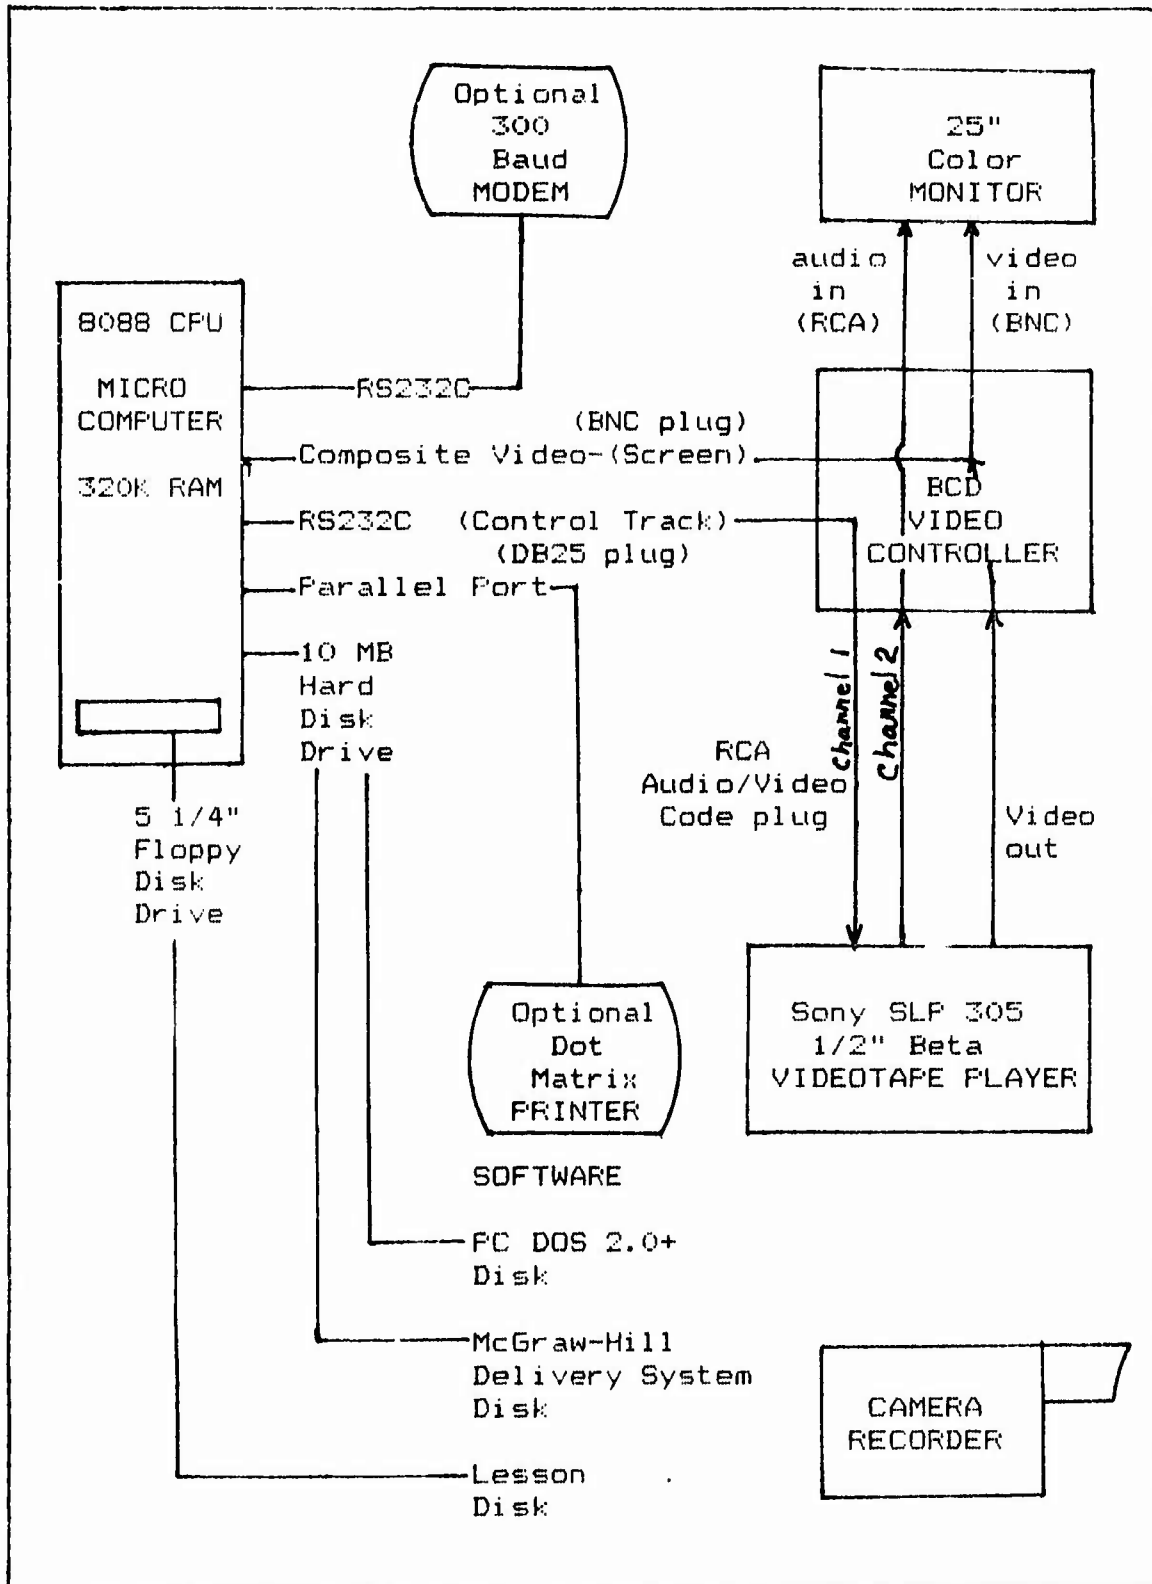 Optional
300
Baud
MODEM
25"
Color
MONITOR
audio
in
(RCA)
video
in
(BNC)
8088 CPU
MICRO
COMPUTER
320K RAM
RS232C
(BNC plug)
Composite Video-(Screen)
RS232C (Control Track)
(DB25 plug)
Parallel Port
10 MB
Hard
Disk
Drive
BCD
VIDEO
CONTROLLER
Channel 1
Channel 2
RCA
Audio/Video
Code plug
Video
out
5 1/4"
Floppy
Disk
Drive
Optional
Dot
Matrix
PRINTER
Sony SLP 305
1/2" Beta
VIDEOTAPE PLAYER
SOFTWARE
PC DOS 2.0+
Disk
McGraw-Hill
Delivery System
Disk
Lesson
Disk
CAMERA
RECORDER